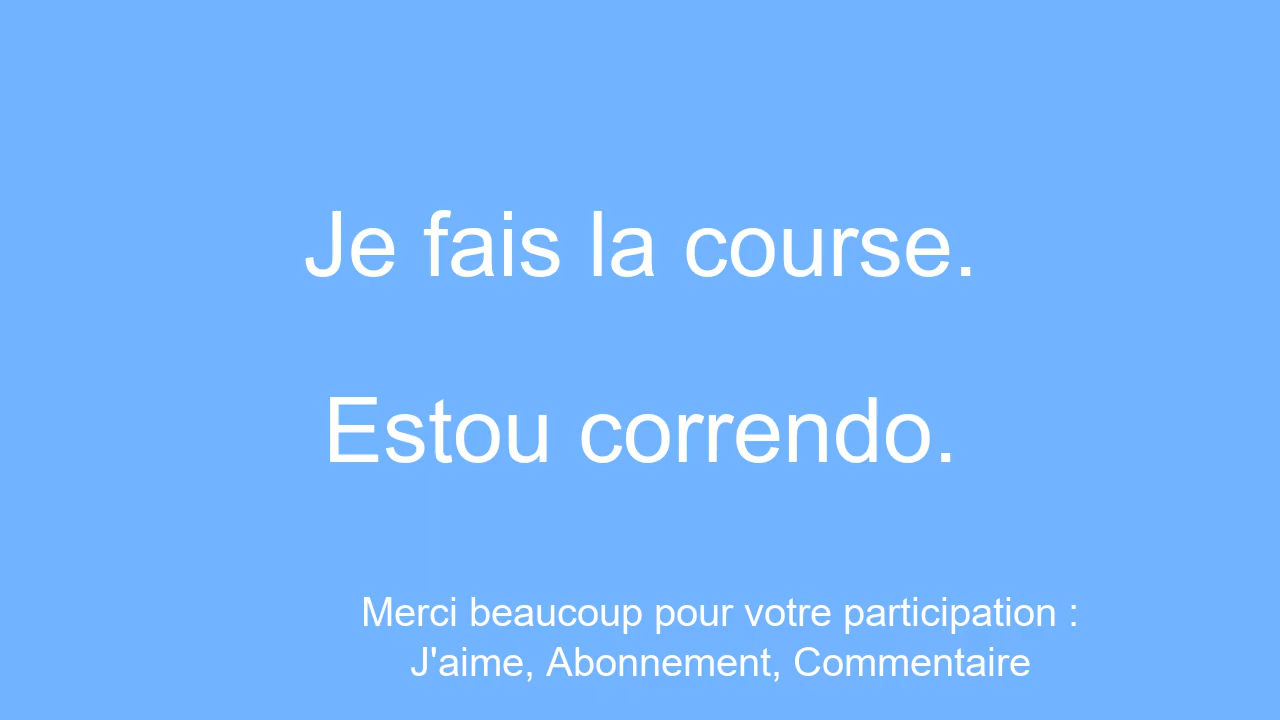 Je fais la course.
Estou correndo.
Merci beaucoup pour votre participation :
J'aime, Abonnement, Commentaire